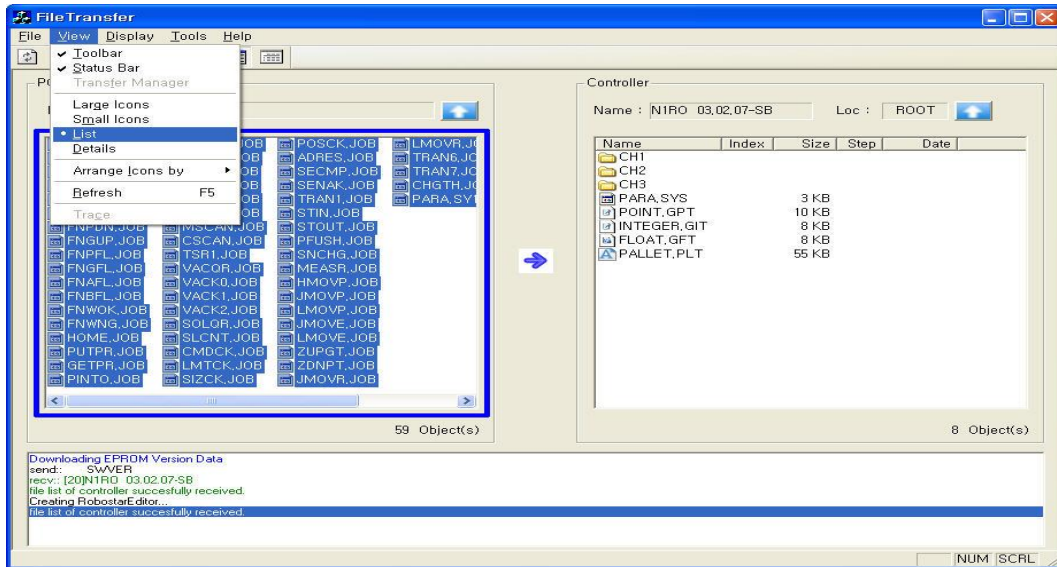 FileTransfer
File View Display Tools Help
Toolbar
Status Bar
Transfer Manager
Large Icons
Small Icons
List
Details
Arrange Icons by
Refresh F5
Trace
Controller
Name : N1RO 03,02,07-SB Loc : ROOT
Name Index Size Step Date
CH1
CH2
CH3
PARA,SYS 3 KB
POINT,GPT 10 KB
INTEGER,GIT 8 KB
FLOAT,GFT 8 KB
PALLET,PLT 55 KB
POSCK,JOB LMOVR,JO
ADRES,JOB TRAN6,JO
SECMP,JOB TRAN7,JO
SENAK,JOB CHGTH,JO
TRAN1,JOB PARA,SY
STIN,JOB
FNPDN,JOB MSCAN,JOB STOUT,JOB
FNGUP,JOB CSCAN,JOB PFUSH,JOB
FNPFL,JOB TSR1,JOB SNCHG,JOB
FNGFL,JOB VACOR,JOB MEASR,JOB
FNAFL,JOB VACK0,JOB HMOVP,JOB
FNBFL,JOB VACK1,JOB JMOVP,JOB
FNWOK,JOB VACK2,JOB LMOVP,JOB
FNWNG,JOB SOLOR,JOB JMOVE,JOB
HOME,JOB SLCNT,JOB LMOVE,JOB
PUTPR,JOB CMDCK,JOB ZUPGT,JOB
GETPR,JOB LMTCK,JOB ZDNPT,JOB
PINTO,JOB SIZCK,JOB JMOVR,JOB
59 Object(s)
8 Object(s)
Downloading EPROM Version Data
send:: SWVER
recv:: [20]N1RO 03.02.07-SB
file list of controller succesfully received.
Creating RobostarEditor...
file list of controller succesfully received.
NUM SCRL